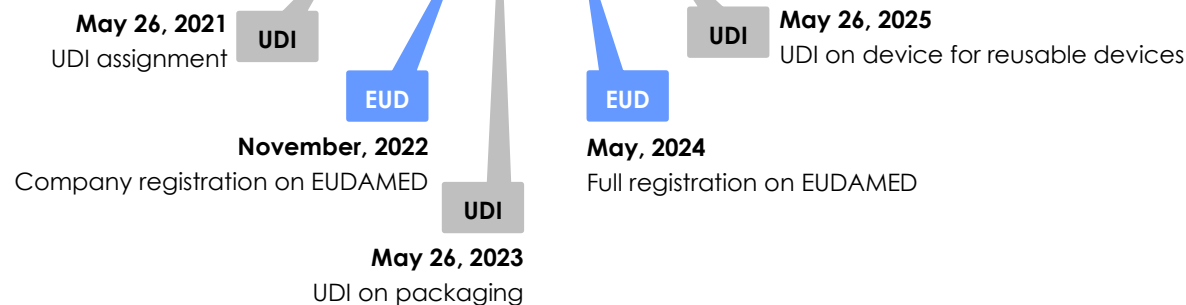 May 26, 2021
UDI assignment
UDI
EUD
November, 2022
Company registration on EUDAMED
UDI
May 26, 2023
UDI on packaging
EUD
May, 2024
Full registration on EUDAMED
UDI
May 26, 2025
UDI on device for reusable devices